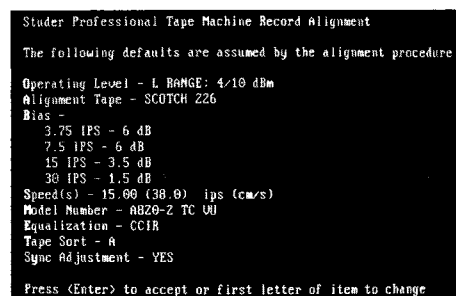 Studer Professional Tape Machine Record Alignment
The following defaults are assumed by the alignment procedure
Operating Level - L RANGE: 4/10 dBm
Alignment Tape - SCOTCH 226
Bias -
3.75 IPS - 6 dB
7.5 IPS - 6 dB
15 IPS - 3.5 dB
30 IPS - 1.5 dB
Speed(s) - 15.00 (38.0) ips (cm/s)
Model Number - A820-2 TC VU
Equalization - CCIR
Tape Sort - A
Sync Adjustment - YES
Press <Enter> to accept or first letter of item to change